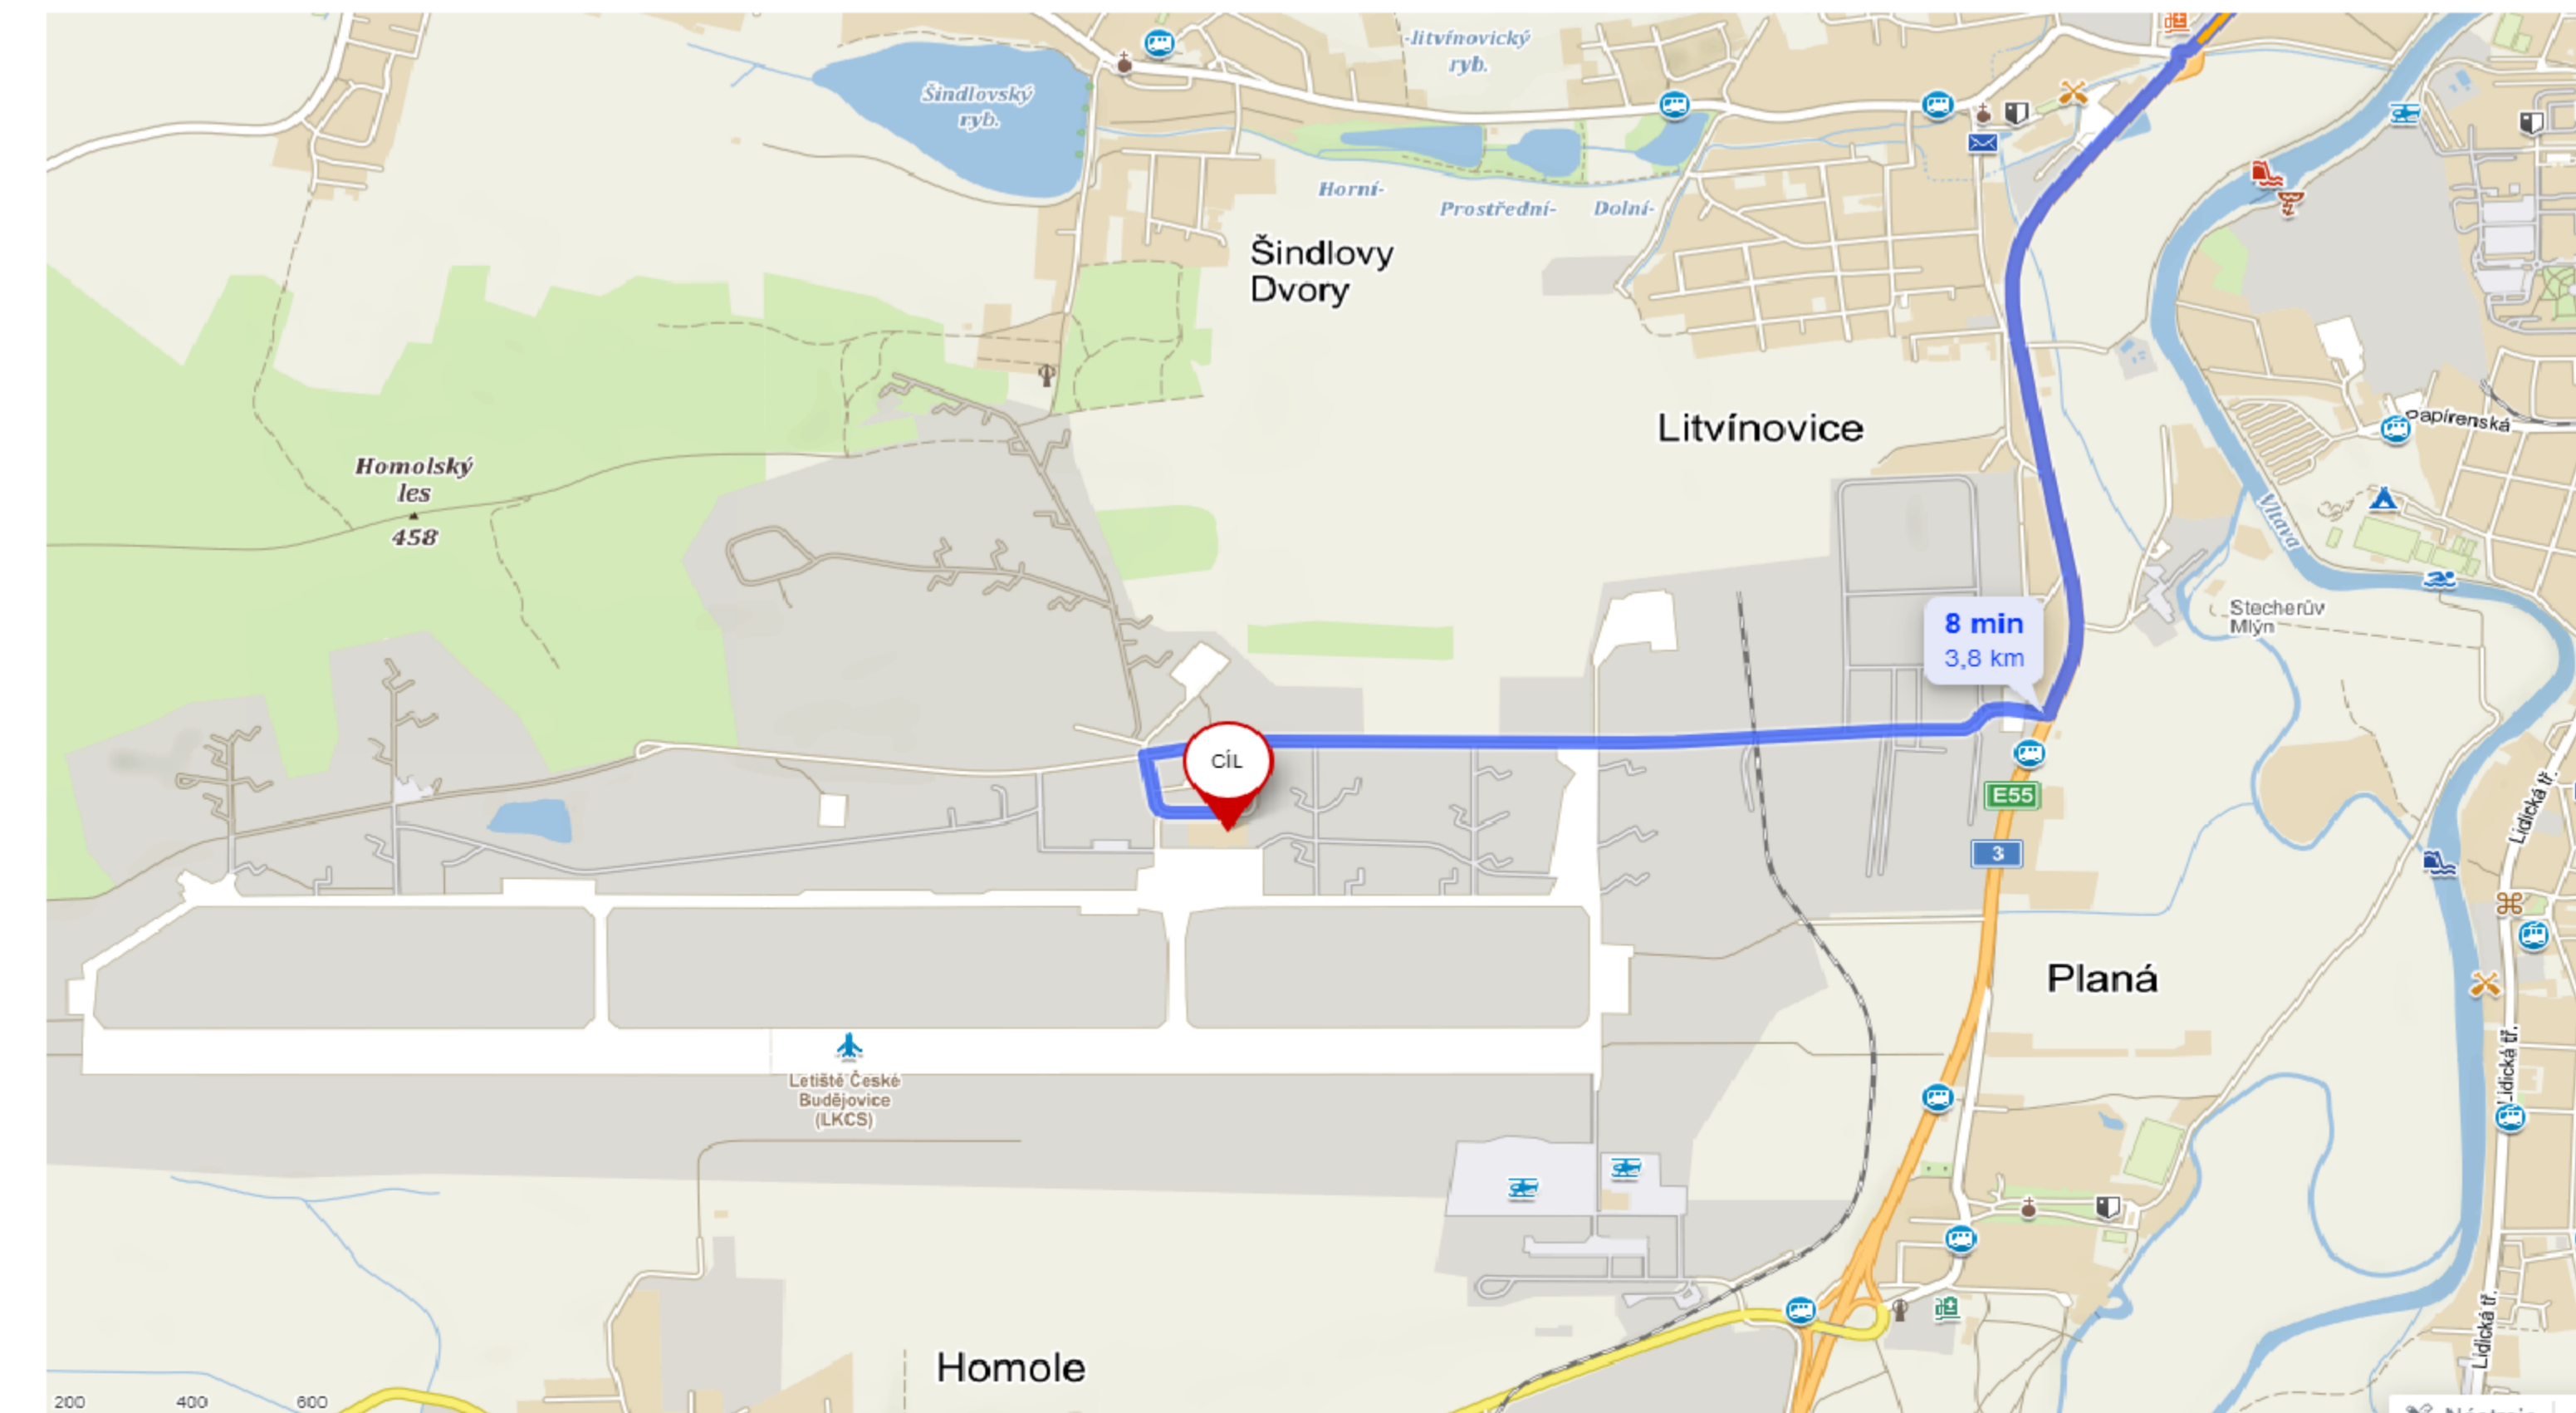 -litvínovický
ryb.
Šindlovský
ryb.
Horní-
Prostřední-
Dolní-
Šindlovy
Dvory
Litvínovice
Papírenská
Homolský
les
458
Vltava
Stecherův
Mlýn
8 min
3,8 km
CÍL
E55
3
Lidická tř.
Planá
Letiště České
Budějovice
(LKCS)
Lidická tř.
Lidická tř.
Homole
200
400
600